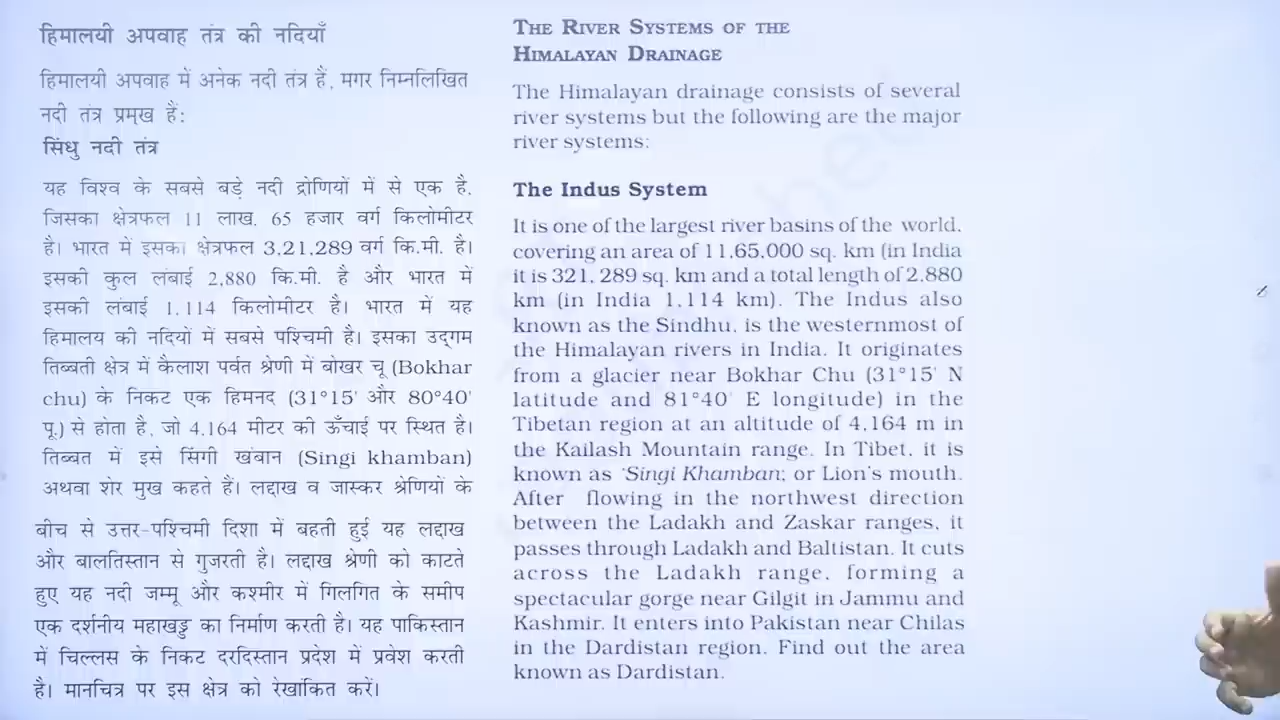 हिमालयी अपवाह तंत्र की नदियाँ
हिमालयी अपवाह में अनेक नदी तंत्र हैं, मगर निम्नलिखित
नदी तंत्र प्रमुख हैं:
सिंधु नदी तंत्र
यह विश्व के सबसे बड़े नदी द्रोणियों में से एक है,
जिसका क्षेत्रफल 11 लाख, 65 हजार वर्ग किलोमीटर
है। भारत में इसका क्षेत्रफल 3,21,289 वर्ग कि.मी. है।
इसकी कुल लंबाई 2,880 कि.मी. है और भारत में
इसकी लंबाई 1,114 किलोमीटर है। भारत में यह
हिमालय की नदियों में सबसे पश्चिमी है। इसका उद्गम
तिब्बती क्षेत्र में कैलाश पर्वत श्रेणी में बोखर चू (Bokhar
chu) के निकट एक हिमनद (31°15' और 80°40'
पू.) से होता है, जो 4,164 मीटर की ऊँचाई पर स्थित है।
तिब्बत में इसे सिंगी खंबान (Singi khamban)
अथवा शेर मुख कहते हैं। लद्दाख व जास्कर श्रेणियों के
बीच से उत्तर-पश्चिमी दिशा में बहती हुई यह लद्दाख
और बालतिस्तान से गुजरती है। लद्दाख श्रेणी को काटते
हुए यह नदी जम्मू और कश्मीर में गिलगित के समीप
एक दर्शनीय महाखड्ड का निर्माण करती है। यह पाकिस्तान
में चिल्लस के निकट दरदिस्तान प्रदेश में प्रवेश करती
है। मानचित्र पर इस क्षेत्र को रेखांकित करें।
THE RIVER SYSTEMS OF THE
HIMALAYAN DRAINAGE
The Himalayan drainage consists of several
river systems but the following are the major
river systems:
The Indus System
It is one of the largest river basins of the world,
covering an area of 11,65,000 sq. km (in India
it is 321, 289 sq. km and a total length of 2,880
km (in India 1,114 km). The Indus also
known as the Sindhu, is the westernmost of
the Himalayan rivers in India. It originates
from a glacier near Bokhar Chu (31°15' N
latitude and 81°40' E longitude) in the
Tibetan region at an altitude of 4,164 m in
the Kailash Mountain range. In Tibet, it is
known as 'Singi Khamban; or Lion's mouth.
After flowing in the northwest direction
between the Ladakh and Zaskar ranges, it
passes through Ladakh and Baltistan. It cuts
across the Ladakh range, forming a
spectacular gorge near Gilgit in Jammu and
Kashmir. It enters into Pakistan near Chilas
in the Dardistan region. Find out the area
known as Dardistan.